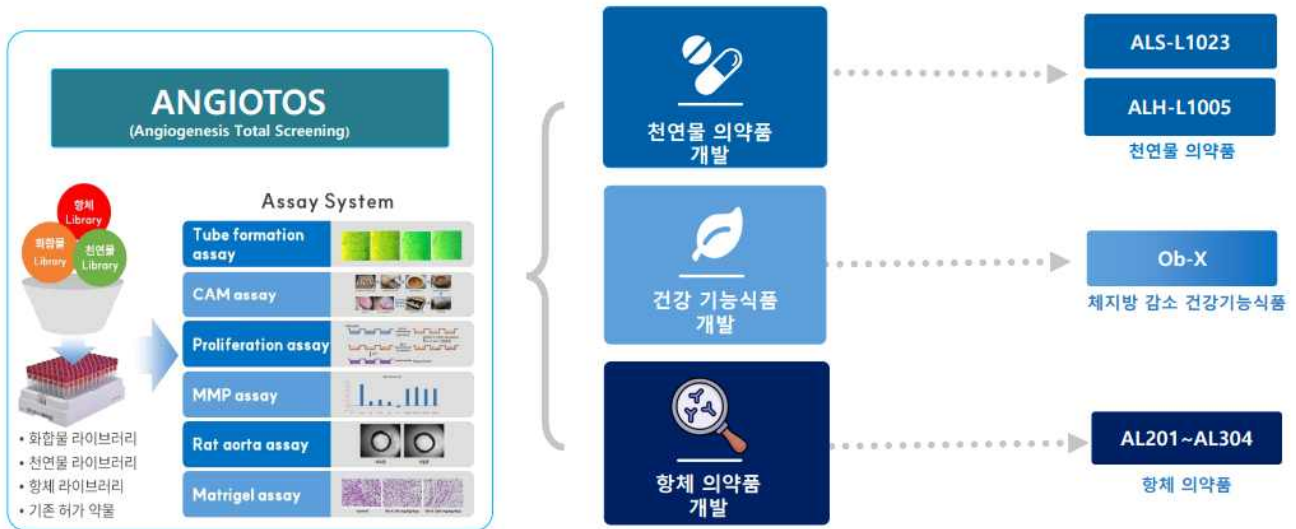 ANGIOTOS
(Angiogenesis Total Screening)
항체
Library
화합물
Library
천연물
Library
• 화합물 라이브러리
• 천연물 라이브러리
• 항체 라이브러리
• 기존 허가 약물
Assay System
Tube formation
assay
CAM assay
Proliferation assay
MMP assay
Rat aorta assay
Matrigel assay
천연물 의약품
개발
건강 기능식품
개발
항체 의약품
개발
ALS-L1023
ALH-L1005
천연물 의약품
Ob-X
체지방 감소 건강기능식품
AL201~AL304
항체 의약품